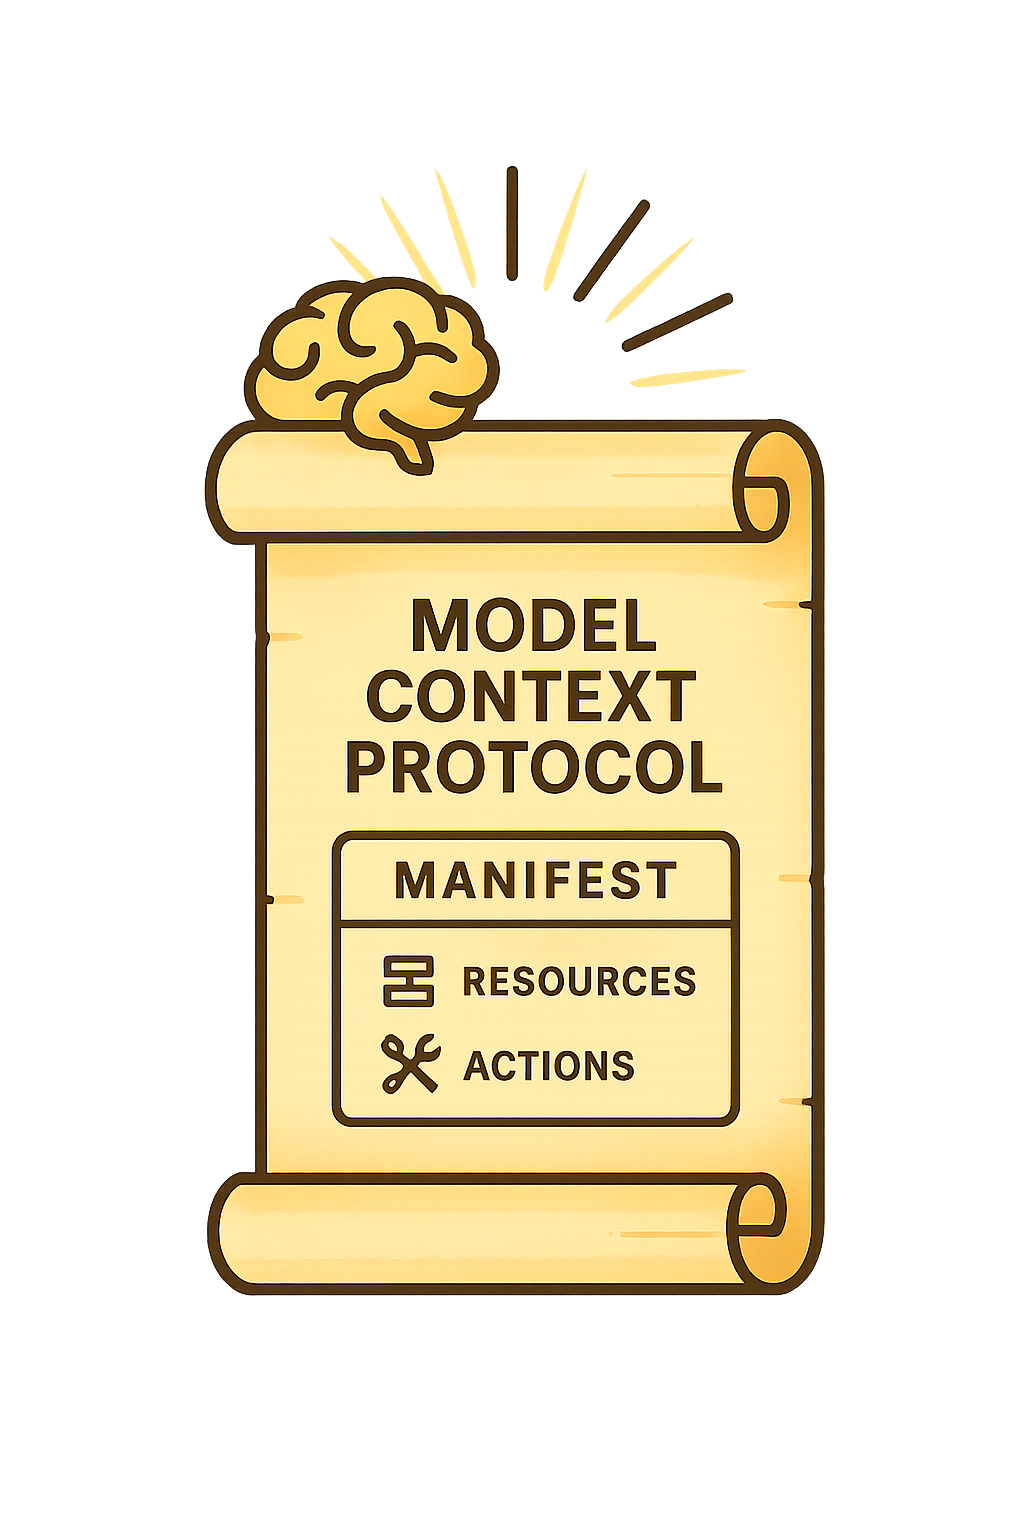 MODEL
CONTEXT
PROTOCOL
MANIFEST
RESOURCES
ACTIONS